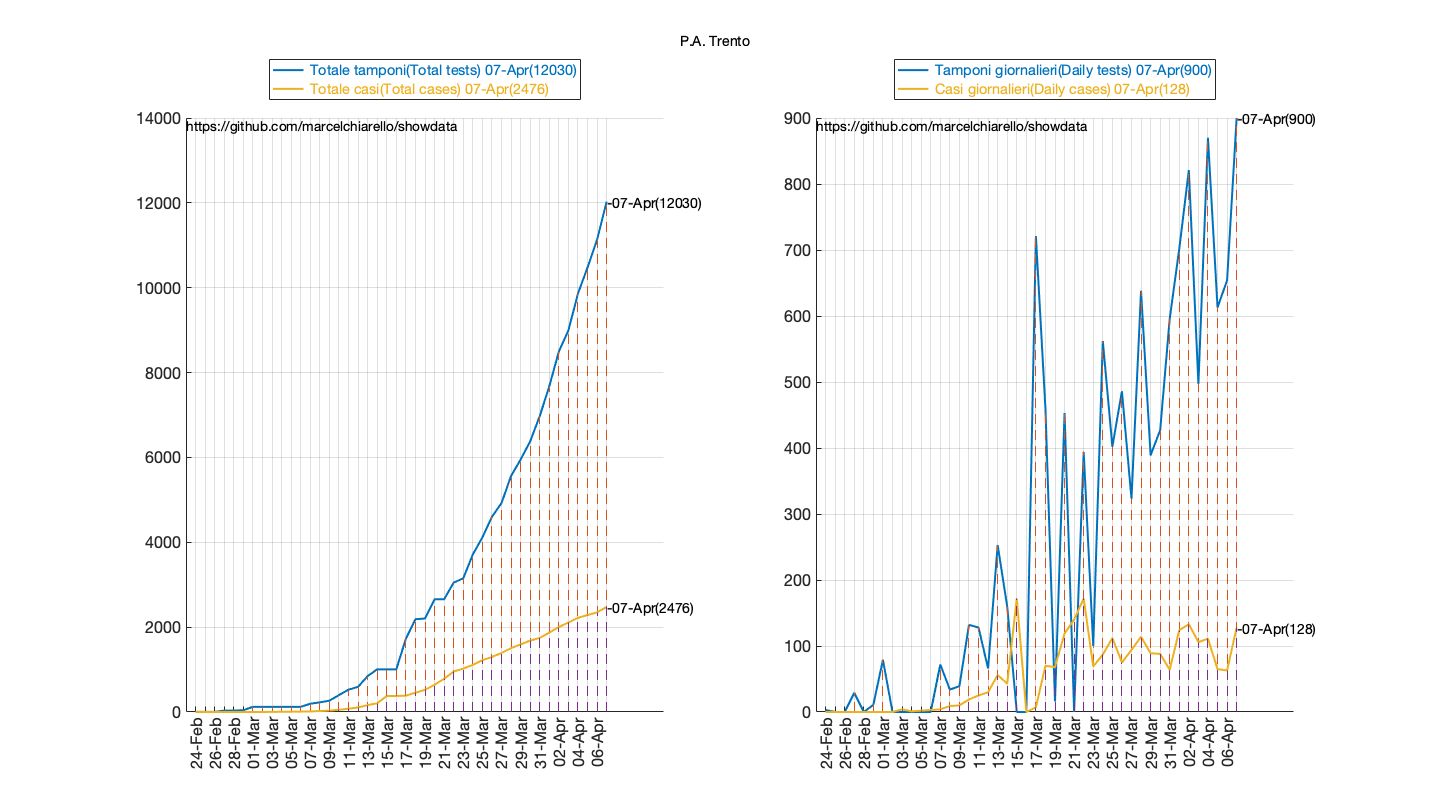 P.A. Trento
Totale tamponi(Total tests) 07-Apr(12030)
Totale casi(Total cases) 07-Apr(2476)
14000
https://github.com/marcelchiarello/showdata
12000
-07-Apr(12030)
10000
8000
6000
4000
2000
-07-Apr(2476)
0
24-Feb
26-Feb
28-Feb
01-Mar
03-Mar
05-Mar
07-Mar
09-Mar
11-Mar
13-Mar
15-Mar
17-Mar
19-Mar
21-Mar
23-Mar
25-Mar
27-Mar
29-Mar
31-Mar
02-Apr
04-Apr
06-Apr
Tamponi giornalieri(Daily tests) 07-Apr(900)
Casi giornalieri(Daily cases) 07-Apr(128)
900
https://github.com/marcelchiarello/showdata
-07-Apr(900)
800
700
600
500
400
300
200
100
-07-Apr(128)
0
24-Feb
26-Feb
28-Feb
01-Mar
03-Mar
05-Mar
07-Mar
09-Mar
11-Mar
13-Mar
15-Mar
17-Mar
19-Mar
21-Mar
23-Mar
25-Mar
27-Mar
29-Mar
31-Mar
02-Apr
04-Apr
06-Apr